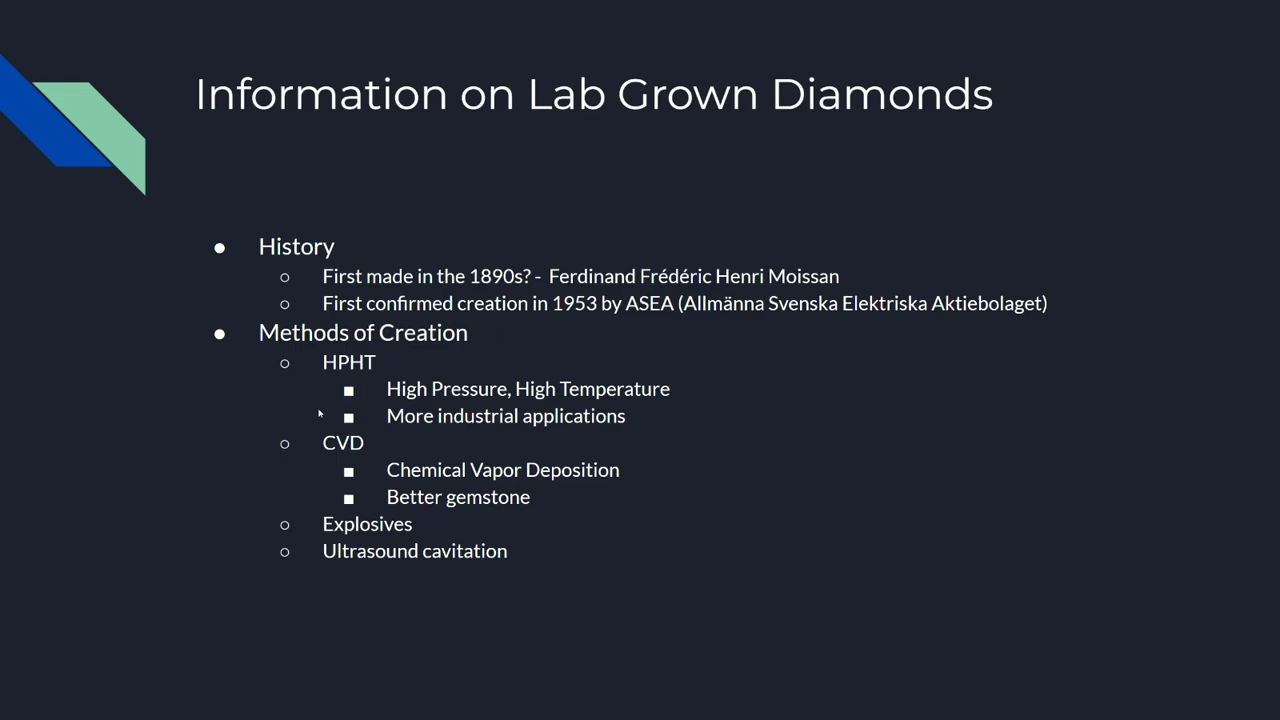 Information on Lab Grown Diamonds
● History
○ First made in the 1890s? - Ferdinand Frédéric Henri Moissan
○ First confirmed creation in 1953 by ASEA (Allmänna Svenska Elektriska Aktiebolaget)
● Methods of Creation
○ HPHT
■ High Pressure, High Temperature
■ More industrial applications
○ CVD
■ Chemical Vapor Deposition
■ Better gemstone
○ Explosives
○ Ultrasound cavitation